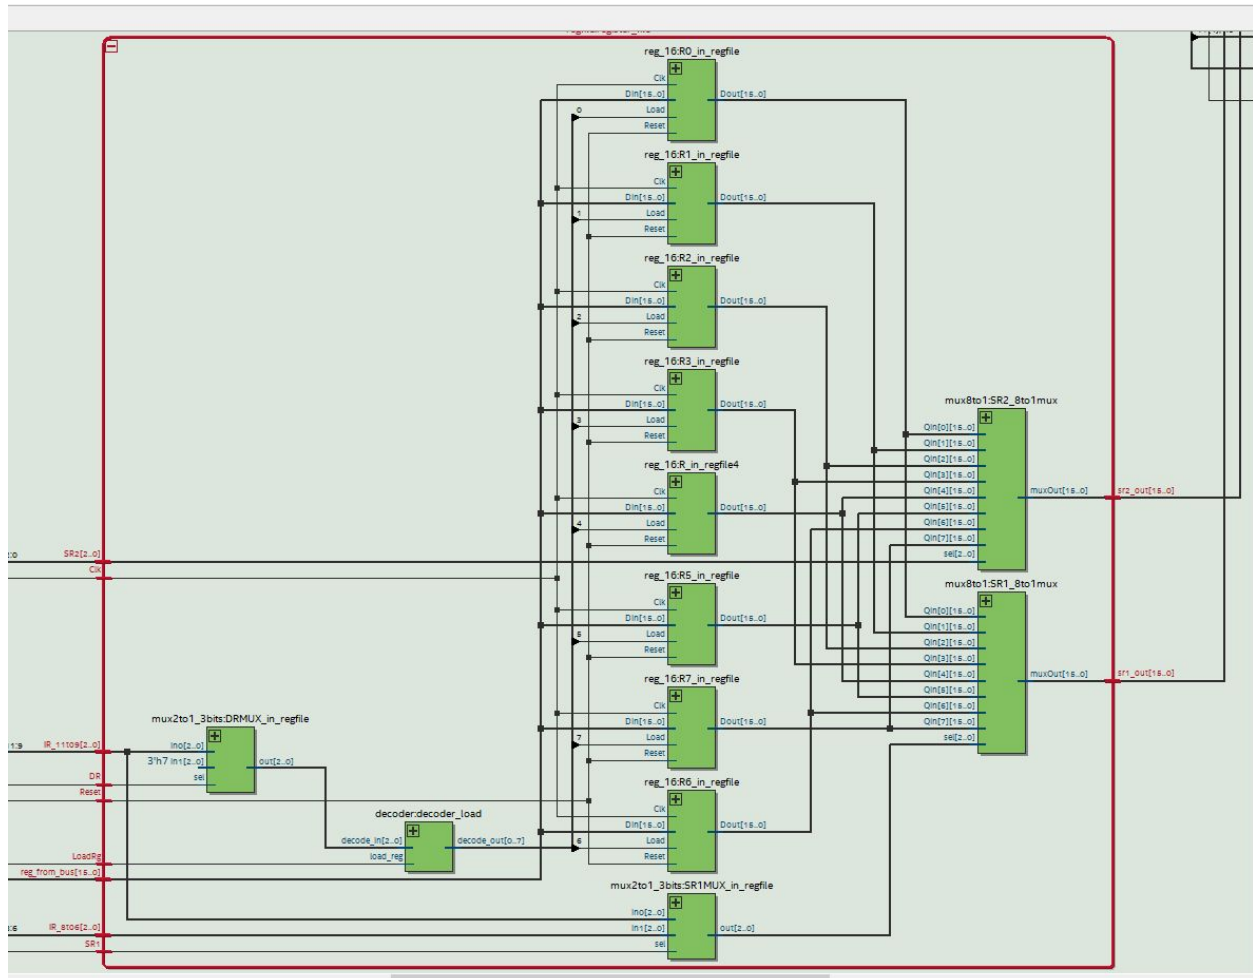 reg_16:R0_in_regfile
Clk
Din[15..0]
Dout[15..0]
0
Load
Reset
reg_16:R1_in_regfile
Clk
Din[15..0]
Dout[15..0]
1
Load
Reset
reg_16:R2_in_regfile
Clk
Din[15..0]
Dout[15..0]
2
Load
Reset
reg_16:R3_in_regfile
Clk
Din[15..0]
Dout[15..0]
3
Load
Reset
reg_16:R_in_regfile4
Clk
Din[15..0]
Dout[15..0]
4
Load
Reset
reg_16:R5_in_regfile
Clk
Din[15..0]
Dout[15..0]
5
Load
Reset
reg_16:R7_in_regfile
Clk
Din[15..0]
Dout[15..0]
7
Load
Reset
reg_16:R6_in_regfile
Clk
Din[15..0]
Dout[15..0]
6
Load
Reset
mux8to1:SR2_8to1mux
Qin[0][15..0]
Qin[1][15..0]
Qin[2][15..0]
Qin[3][15..0]
Qin[4][15..0]
Qin[5][15..0]
Qin[6][15..0]
Qin[7][15..0]
sel[2..0]
muxOut[15..0]
sr2_out[15..0]
mux8to1:SR1_8to1mux
Qin[0][15..0]
Qin[1][15..0]
Qin[2][15..0]
Qin[3][15..0]
Qin[4][15..0]
Qin[5][15..0]
Qin[6][15..0]
Qin[7][15..0]
sel[2..0]
muxOut[15..0]
sr1_out[15..0]
SR2[2..0]
Clk
mux2to1_3bits:DRMUX_in_regfile
1:9
IR_11to9[2..0]
In0[2..0]
3'h7 In1[2..0]
sel
out[2..0]
DR
Reset
decoder:decoder_load
decode_in[2..0]
load_reg
decode_out[0..7]
LoadRg
reg_from_bus[15..0]
mux2to1_3bits:SR1MUX_in_regfile
In0[2..0]
In1[2..0]
sel
out[2..0]
IR_8to6[2..0]
SR1